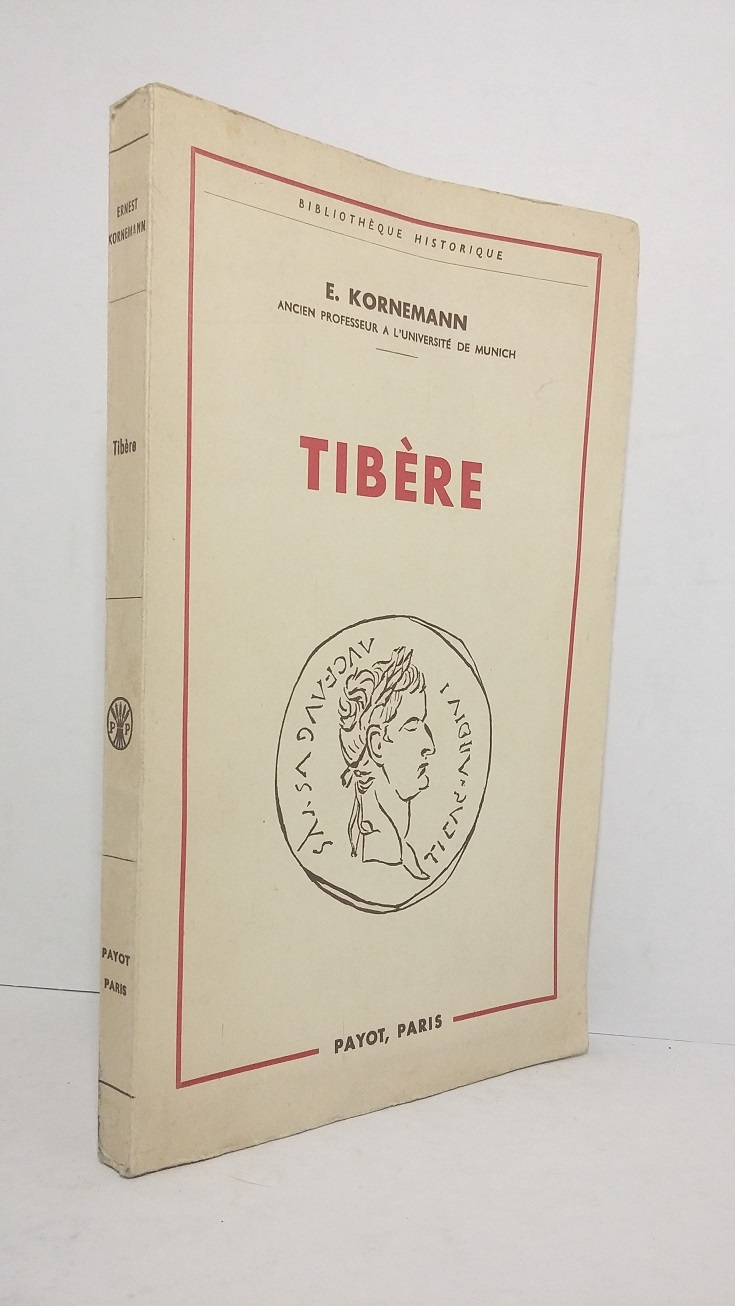 ERNEST
KORNEMANN
Tibère
P P
PAYOT
PARIS
BIBLIOTHÈQUE HISTORIQUE
E. KORNEMANN
ANCIEN PROFESSEUR A L'UNIVERSITÉ DE MUNICH
TIBÈRE
PAYOT, PARIS